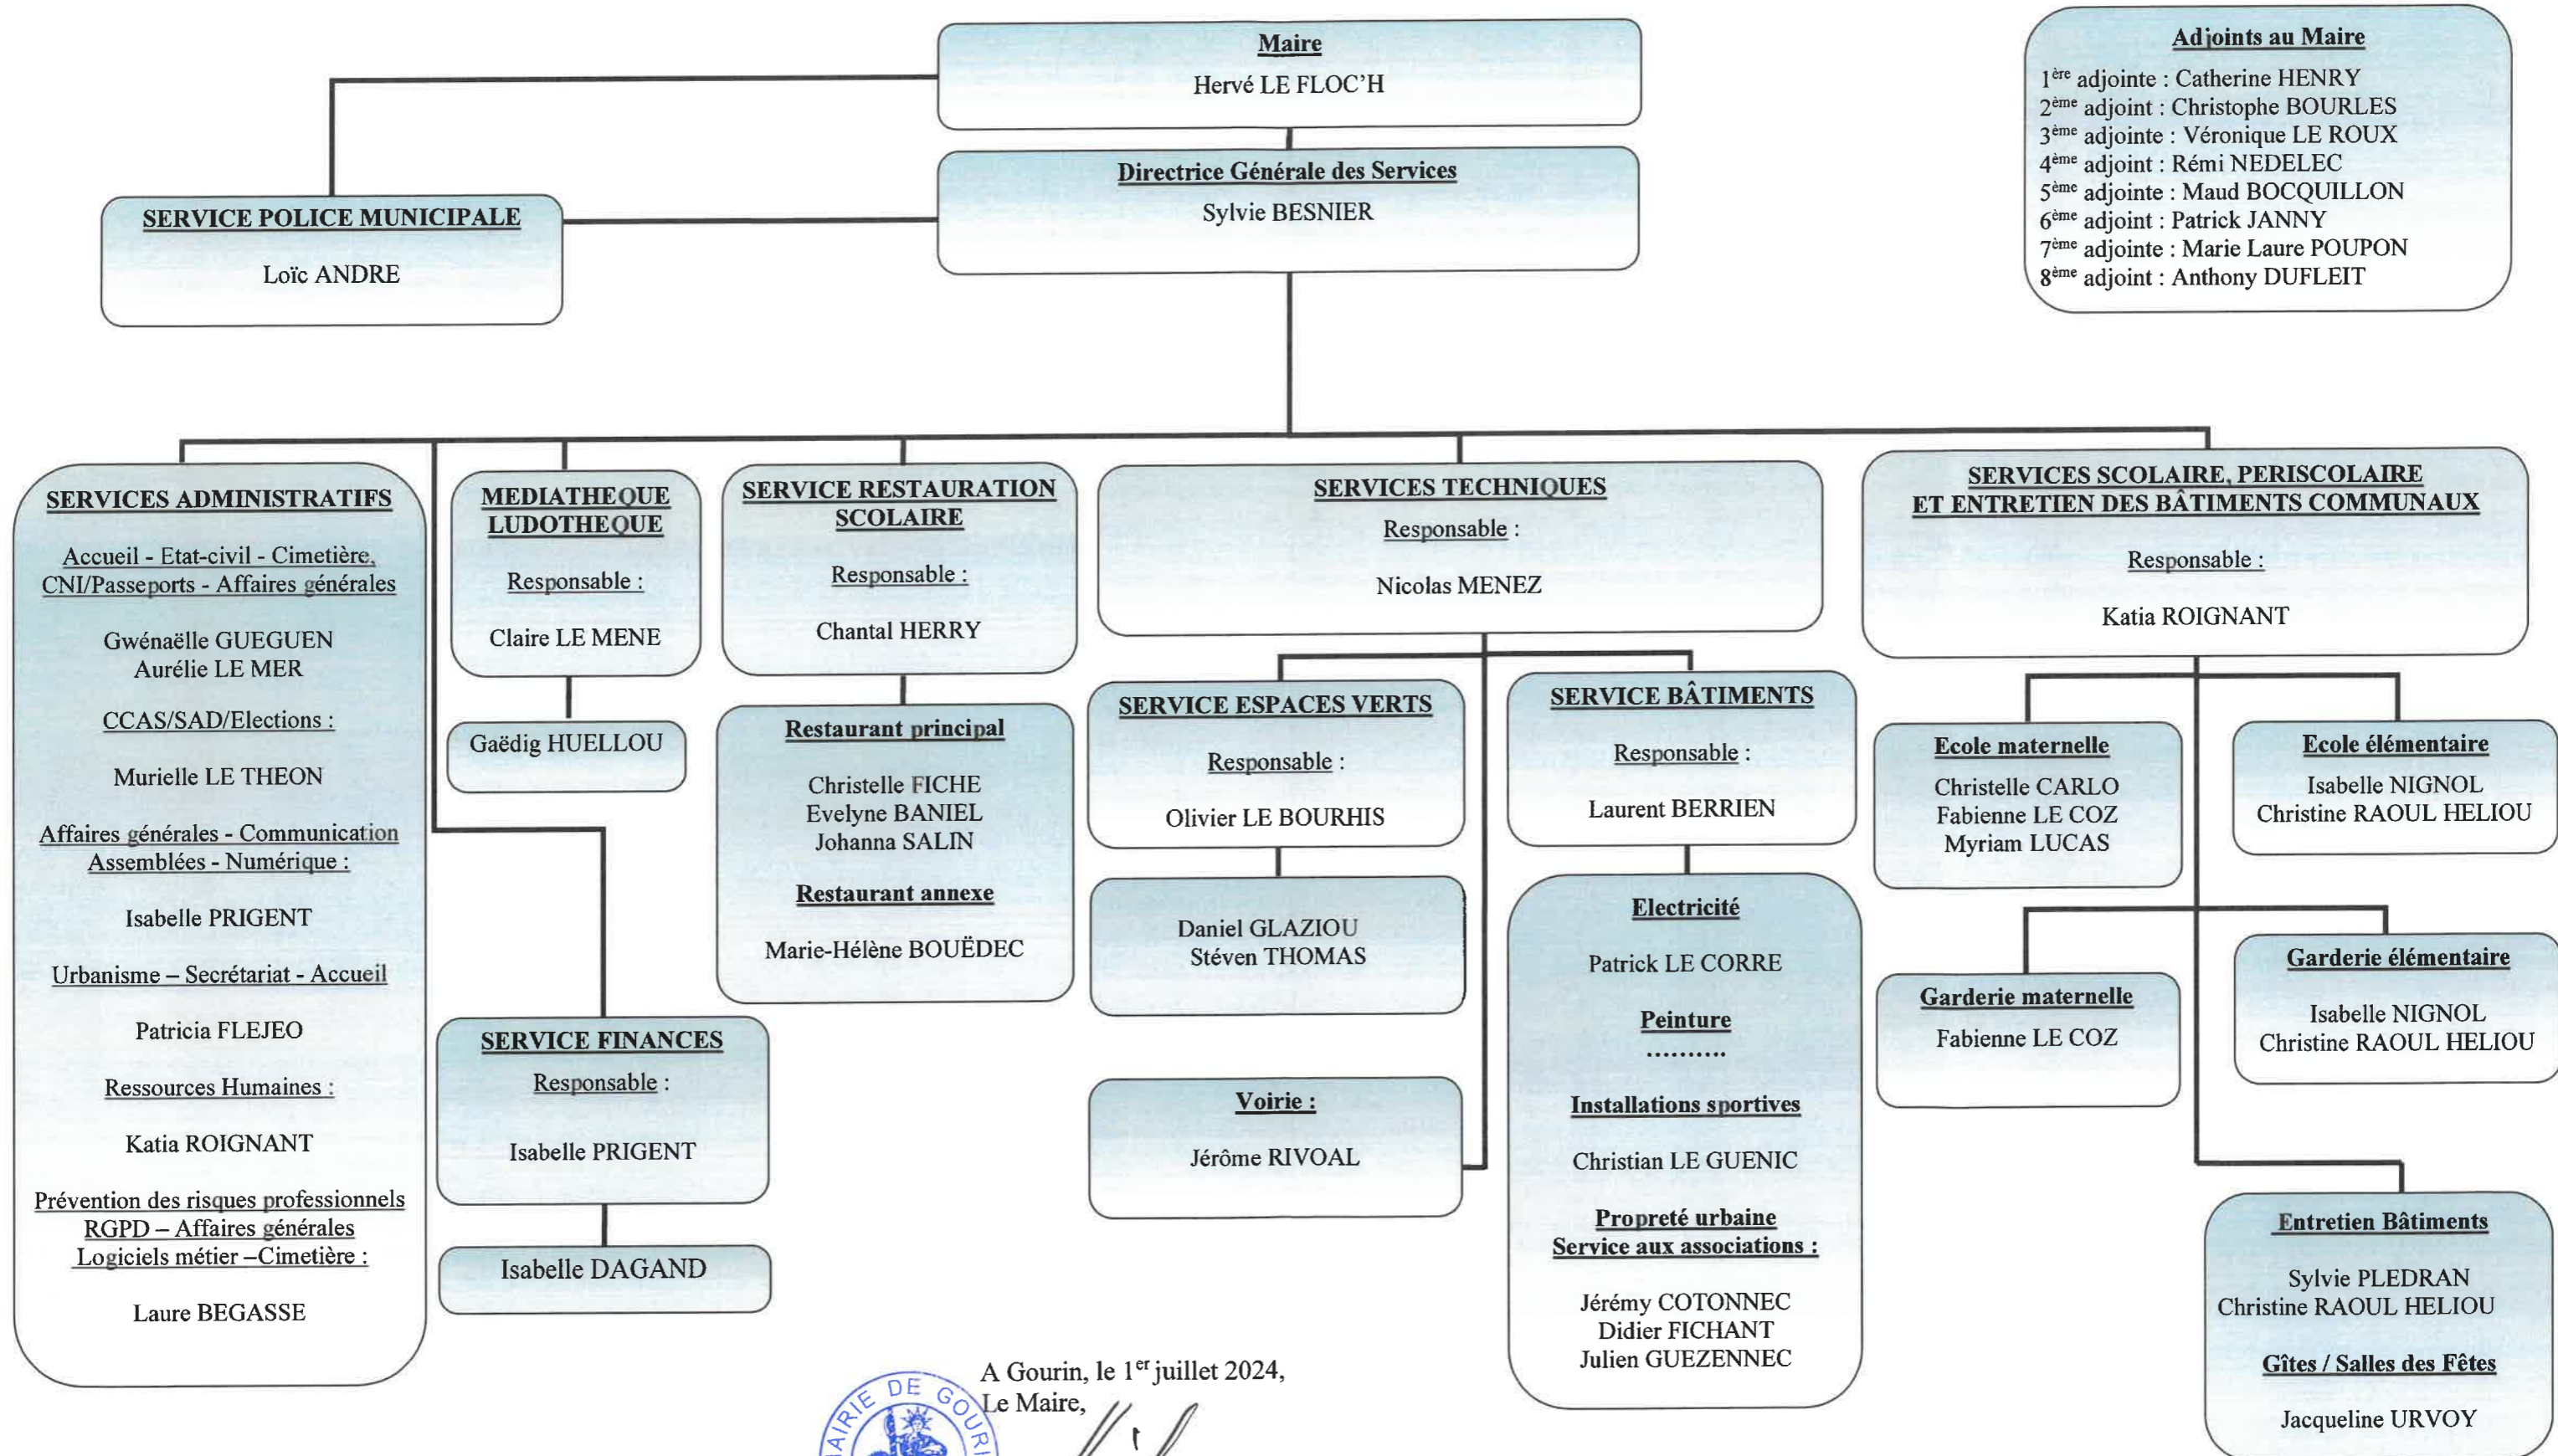 Maire
Hervé LE FLOC'H
Adjoints au Maire
1ère adjointe : Catherine HENRY
2ème adjoint : Christophe BOURLES
3ème adjointe : Véronique LE ROUX
4ème adjoint : Rémi NEDELEC
5ème adjointe : Maud BOCQUILLON
6ème adjoint : Patrick JANNY
7ème adjointe : Marie Laure POUPON
8ème adjoint : Anthony DUFLEIT
Directrice Générale des Services
Sylvie BESNIER
SERVICE POLICE MUNICIPALE
Loïc ANDRE
SERVICES ADMINISTRATIFS
Accueil - Etat-civil - Cimetière,
CNI/Passeports - Affaires générales
Gwénaëlle GUEGUEN
Aurélie LE MER
CCAS/SAD/Elections :
Murielle LE THEON
Affaires générales - Communication
Assemblées - Numérique :
Isabelle PRIGENT
Urbanisme – Secrétariat - Accueil
Patricia FLEJEO
Ressources Humaines :
Katia ROIGNANT
Prévention des risques professionnels
RGPD – Affaires générales
Logiciels métier –Cimetière :
Laure BEGASSE
MEDIATHEQUE
LUDOTHEQUE
Responsable :
Claire LE MENE
Gaëdig HUELLOU
SERVICE FINANCES
Responsable :
Isabelle PRIGENT
Isabelle DAGAND
SERVICE RESTAURATION
SCOLAIRE
Responsable :
Chantal HERRY
Restaurant principal
Christelle FICHE
Evelyne BANIEL
Johanna SALIN
Restaurant annexe
Marie-Hélène BOUËDEC
SERVICES TECHNIQUES
Responsable :
Nicolas MENEZ
SERVICE ESPACES VERTS
Responsable :
Olivier LE BOURHIS
Daniel GLAZIOU
Stéven THOMAS
Voirie :
Jérôme RIVOAL
SERVICE BÂTIMENTS
Responsable :
Laurent BERRIEN
Electricité
Patrick LE CORRE
Peinture
..........
Installations sportives
Christian LE GUENIC
Propreté urbaine
Service aux associations :
Jérémy COTONNEC
Didier FICHANT
Julien GUEZENNEC
SERVICES SCOLAIRE, PERISCOLAIRE
ET ENTRETIEN DES BÂTIMENTS COMMUNAUX
Responsable :
Katia ROIGNANT
Ecole maternelle
Christelle CARLO
Fabienne LE COZ
Myriam LUCAS
Ecole élémentaire
Isabelle NIGNOL
Christine RAOUL HELIOU
Garderie maternelle
Fabienne LE COZ
Garderie élémentaire
Isabelle NIGNOL
Christine RAOUL HELIOU
Entretien Bâtiments
Sylvie PLEDRAN
Christine RAOUL HELIOU
Gîtes / Salles des Fêtes
Jacqueline URVOY
A Gourin, le 1er juillet 2024,
Le Maire,
DE